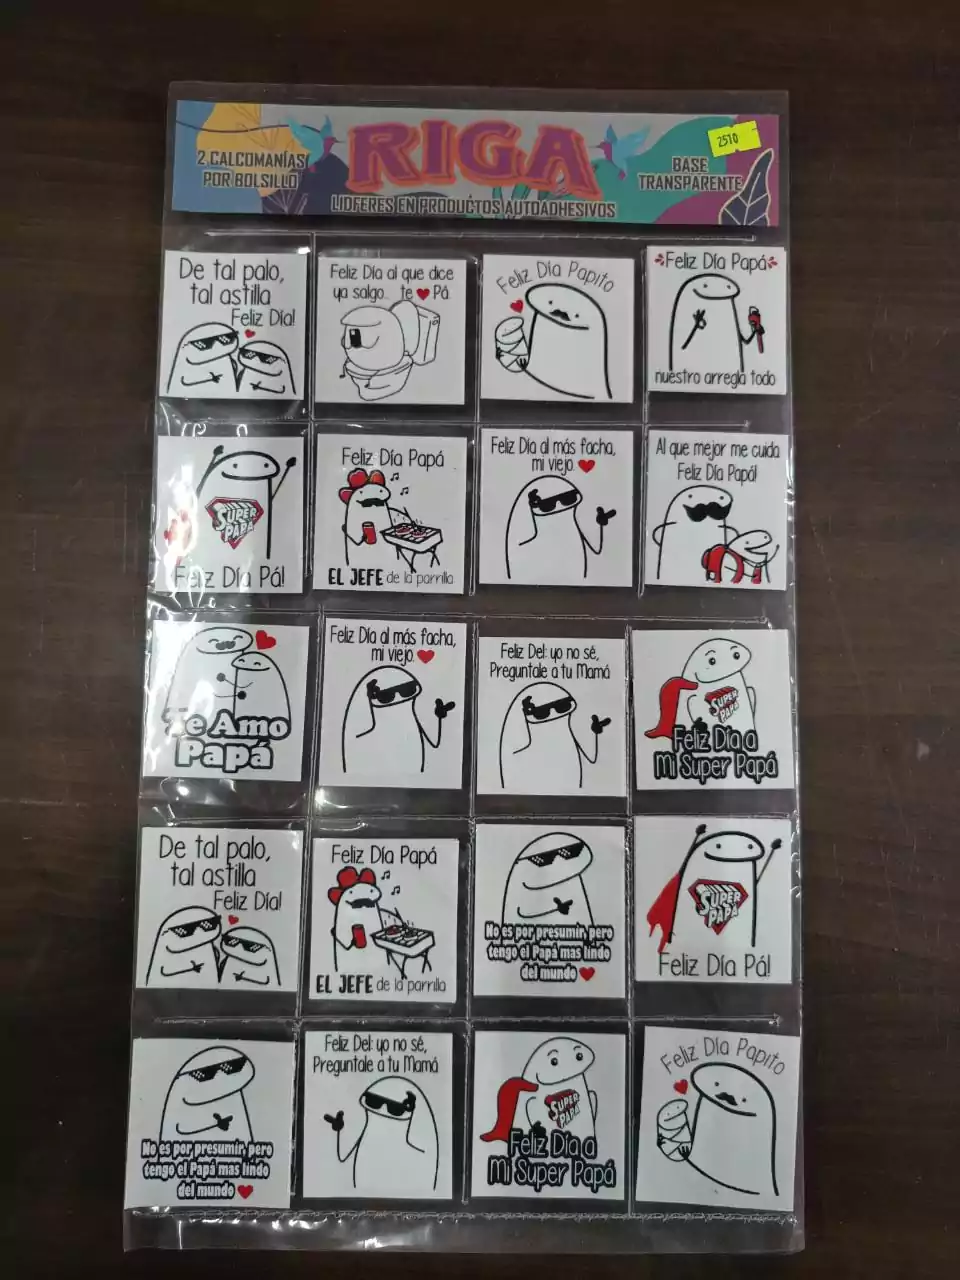 2 CALCOMANÍAS
POR BOLSILLO
RIGA
LIDFERES EN PRODUCTOS AUTOADHESIVOS
BASE
TRANSPARENTE
2510
De tal palo,
tal astilla
Feliz Día!
Feliz Día al que dice
ya salgo... te ❤ Pá
Feliz Día Papito
Feliz Día Papá
nuestro arregla todo
SUPER
PAPÁ
Feliz Día Pá!
Feliz Día Papá
EL JEFE de la parrilla
Feliz Día al más facha,
mi viejo ❤
Al que mejor me cuida
Feliz Día Papá!
Te Amo
Papá
Feliz Día al más facha,
mi viejo ❤
Feliz Del: yo no sé,
Preguntale a tu Mamá
SUPER
PAPÁ
Feliz Día a
Mi Super Papá
De tal palo,
tal astilla
Feliz Día!
Feliz Día Papá
EL JEFE de la parrilla
No es por presumir, pero
tengo el Papá mas lindo
del mundo ❤
SUPER
PAPÁ
Feliz Día Pá!
No es por presumir, pero
tengo el Papá mas lindo
del mundo ❤
Feliz Del: yo no sé,
Preguntale a tu Mamá
SUPER
PAPÁ
Feliz Día a
Mi Super Papá
Feliz Día Papito